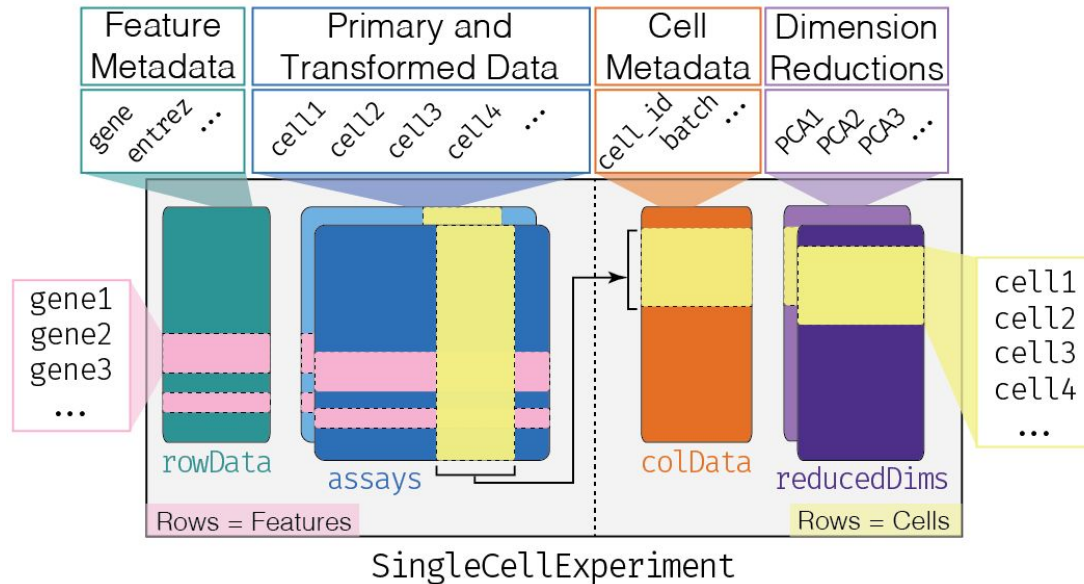 Feature
Metadata
Primary and
Transformed Data
Cell
Metadata
Dimension
Reductions
gene
entrez
...
cell1
cell2
cell3
cell4
...
cell_id
batch
...
PCA1
PCA2
PCA3
...
gene1
gene2
gene3
...
cell1
cell2
cell3
cell4
...
rowData
assays
colData
reducedDims
Rows = Features
Rows = Cells
SingleCellExperiment